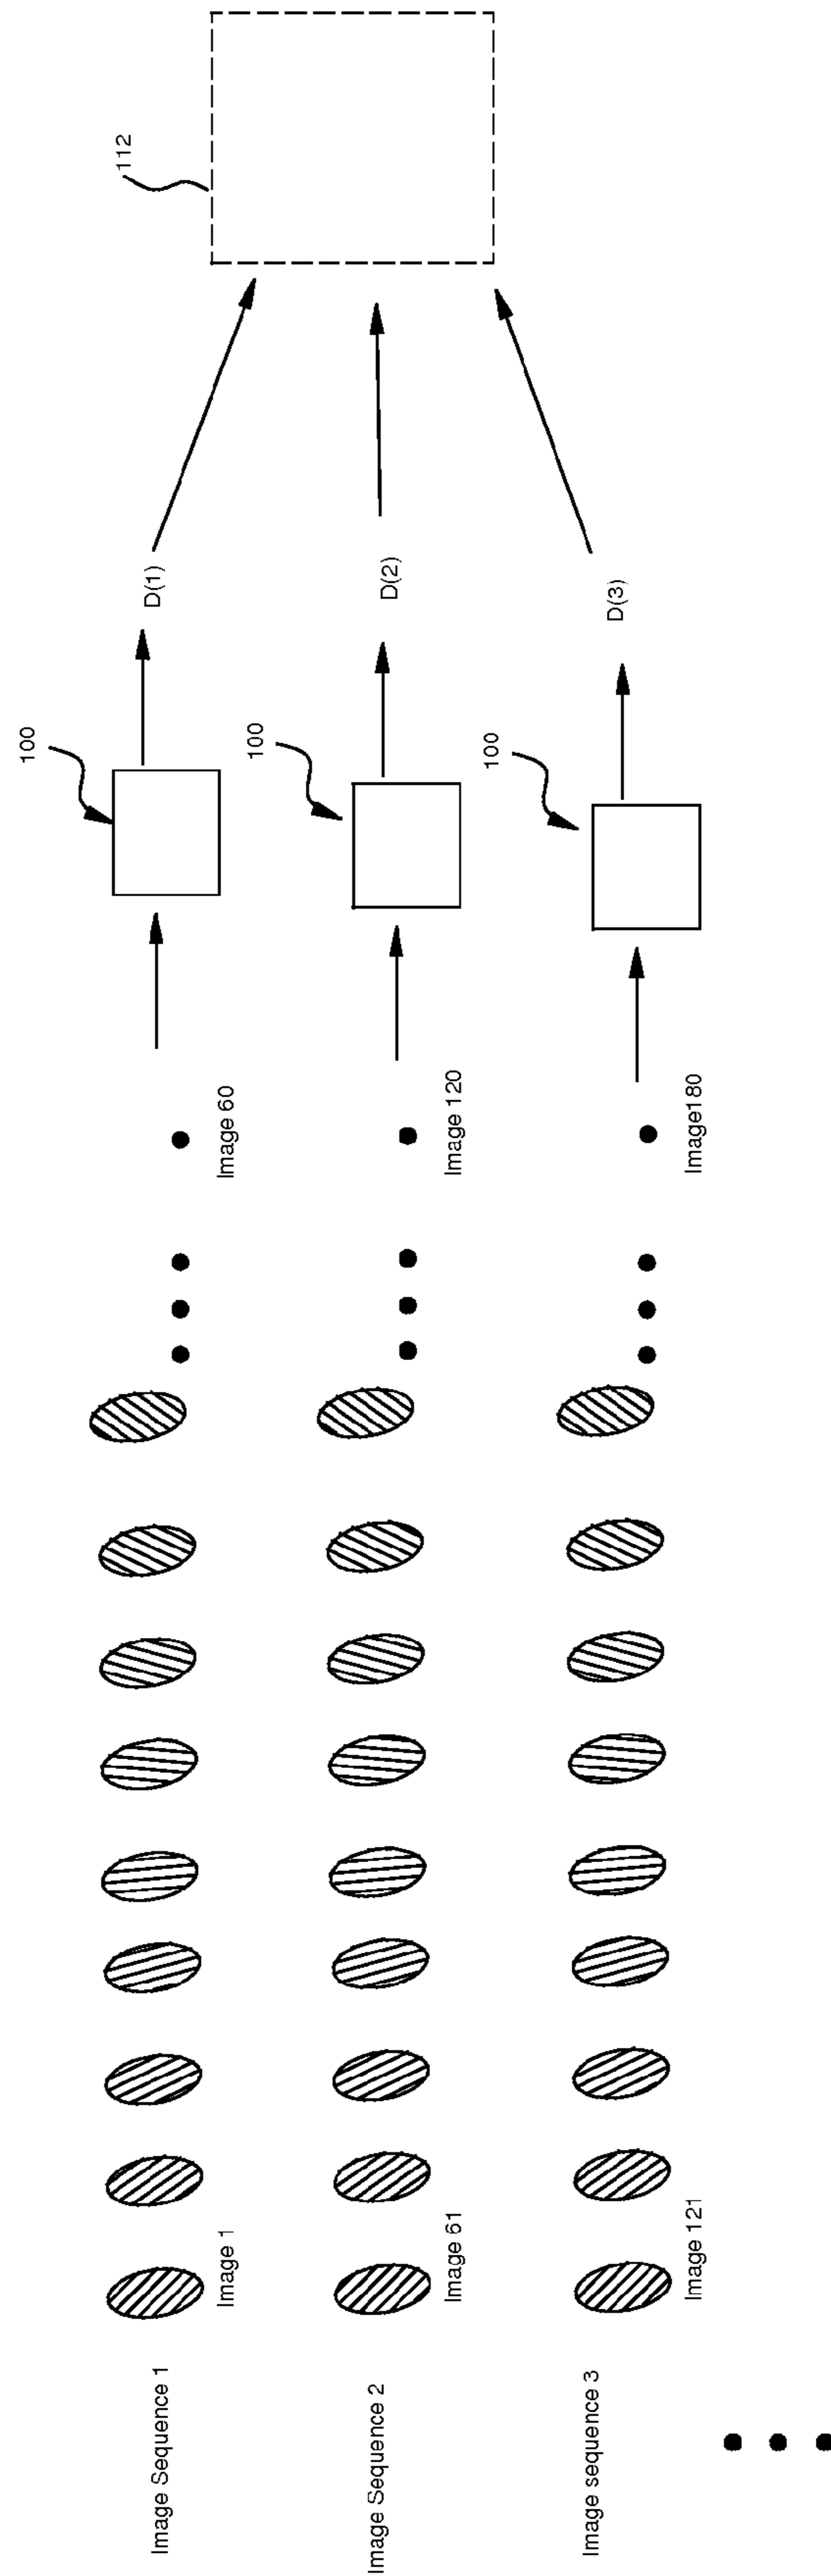 Image Sequence 1
Image 1
Image 60
100
D(1)
112
Image Sequence 2
Image 61
Image 120
100
D(2)
Image sequence 3
Image 121
Image180
100
D(3)